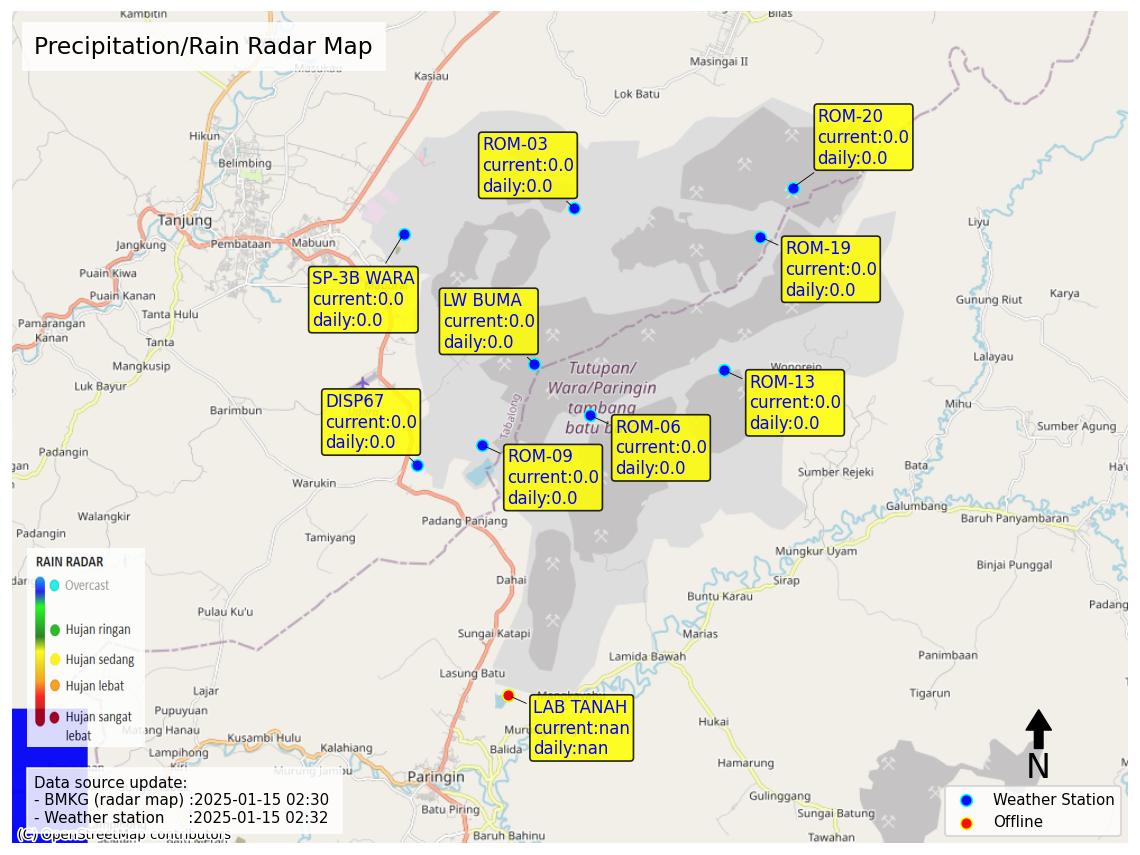 Precipitation/Rain Radar Map
Kambitin
Bilas
Masukau
Kasiau
Masingai II
Lok Batu
ROM-20
current:0.0
daily:0.0
ROM-03
current:0.0
daily:0.0
Hikun
Belimbing
Tanjung
Jangkung
Pembataan
Mabuun
Liyu
ROM-19
current:0.0
daily:0.0
SP-3B WARA
current:0.0
daily:0.0
Puain Kiwa
Puain Kanan
LW BUMA
current:0.0
daily:0.0
Gunung Riut
Karya
Tanta Hulu
Pamarangan
Kanan
Tanta
Mangkusip
Lalayau
Wonorejo
Tutupan/
Wara/Paringin
tambang
batu b
Luk Bayur
ROM-13
current:0.0
daily:0.0
DISP67
current:0.0
daily:0.0
Tabalong
Barimbun
Mihu
Sumber Agung
ROM-06
current:0.0
daily:0.0
ROM-09
current:0.0
daily:0.0
Padangin
Warukin
Sumber Rejeki
Bata
Galumbang
Baruh Panyambaran
Walangkir
Padangin
Padang Panjang
Tamiyang
Mungkur Uyam
Binjai Punggal
RAIN RADAR
Overcast
Hujan ringan
Hujan sedang
Hujan lebat
Hujan sangat
lebat
Dahai
Sirap
Buntu Karau
Padang
Pulau Ku'u
Sungai Katapi
Marias
Lamida Bawah
Panimbaan
Lasung Batu
Lajar
Tigarun
Pupuyuan
LAB TANAH
current:nan
daily:nan
Matang Hanau
Kusambi Hulu
Kalahiang
Lampihong
Balida
Hukai
Murung Jambu
Paringin
Hamarung
N
Data source update:
- BMKG (radar map) :2025-01-15 02:30
- Weather station :2025-01-15 02:32
Batu Piring
Gulinggang
Sungai Batung
Baruh Bahinu
Tawahan
Weather Station
Offline
(C) OpenStreetMap contributors